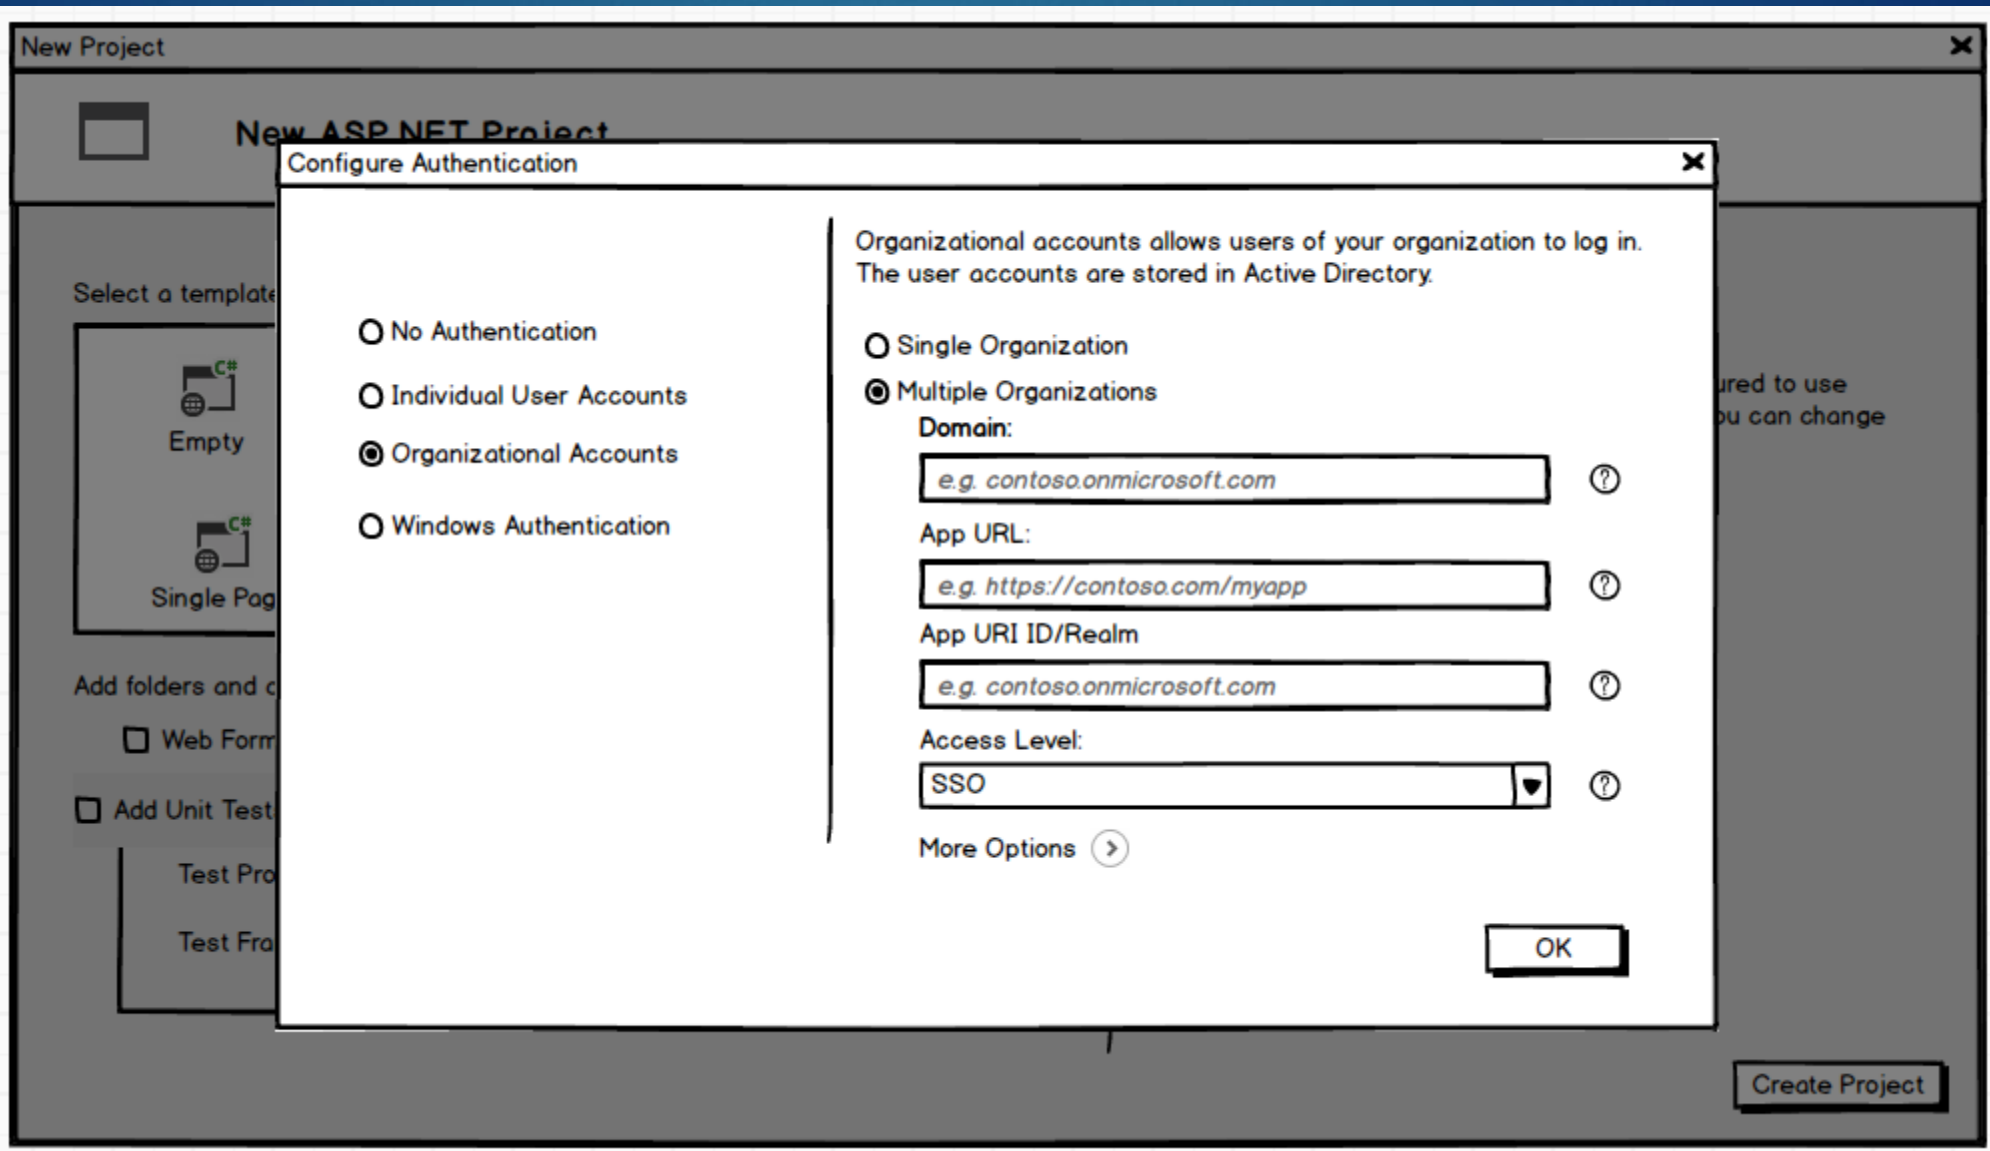 New Project
New ASP.NET Project
Configure Authentication
Organizational accounts allows users of your organization to log in.
The user accounts are stored in Active Directory.
Select a template
No Authentication
Single Organization
Individual User Accounts
Multiple Organizations
to use
can change
C#
Empty
Domain:
Organizational Accounts
e.g. contoso.onmicrosoft.com
?
Windows Authentication
App URL:
C#
Single Pag
e.g. https://contoso.com/myapp
?
App URI ID/Realm
Add folders and
e.g. contoso.onmicrosoft.com
?
Web Form
Access Level:
SSO
?
Add Unit Test
More Options
Test Pro
Test Fra
OK
Create Project